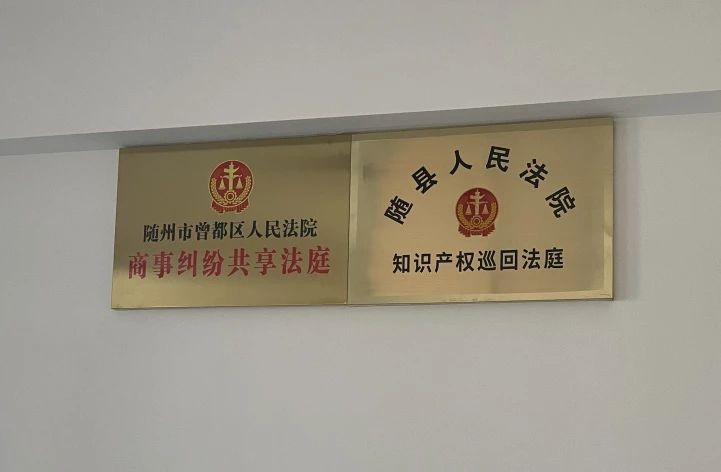 随州市曾都区人民法院
商事纠纷共享法庭
随县人民法院
知识产权巡回法庭